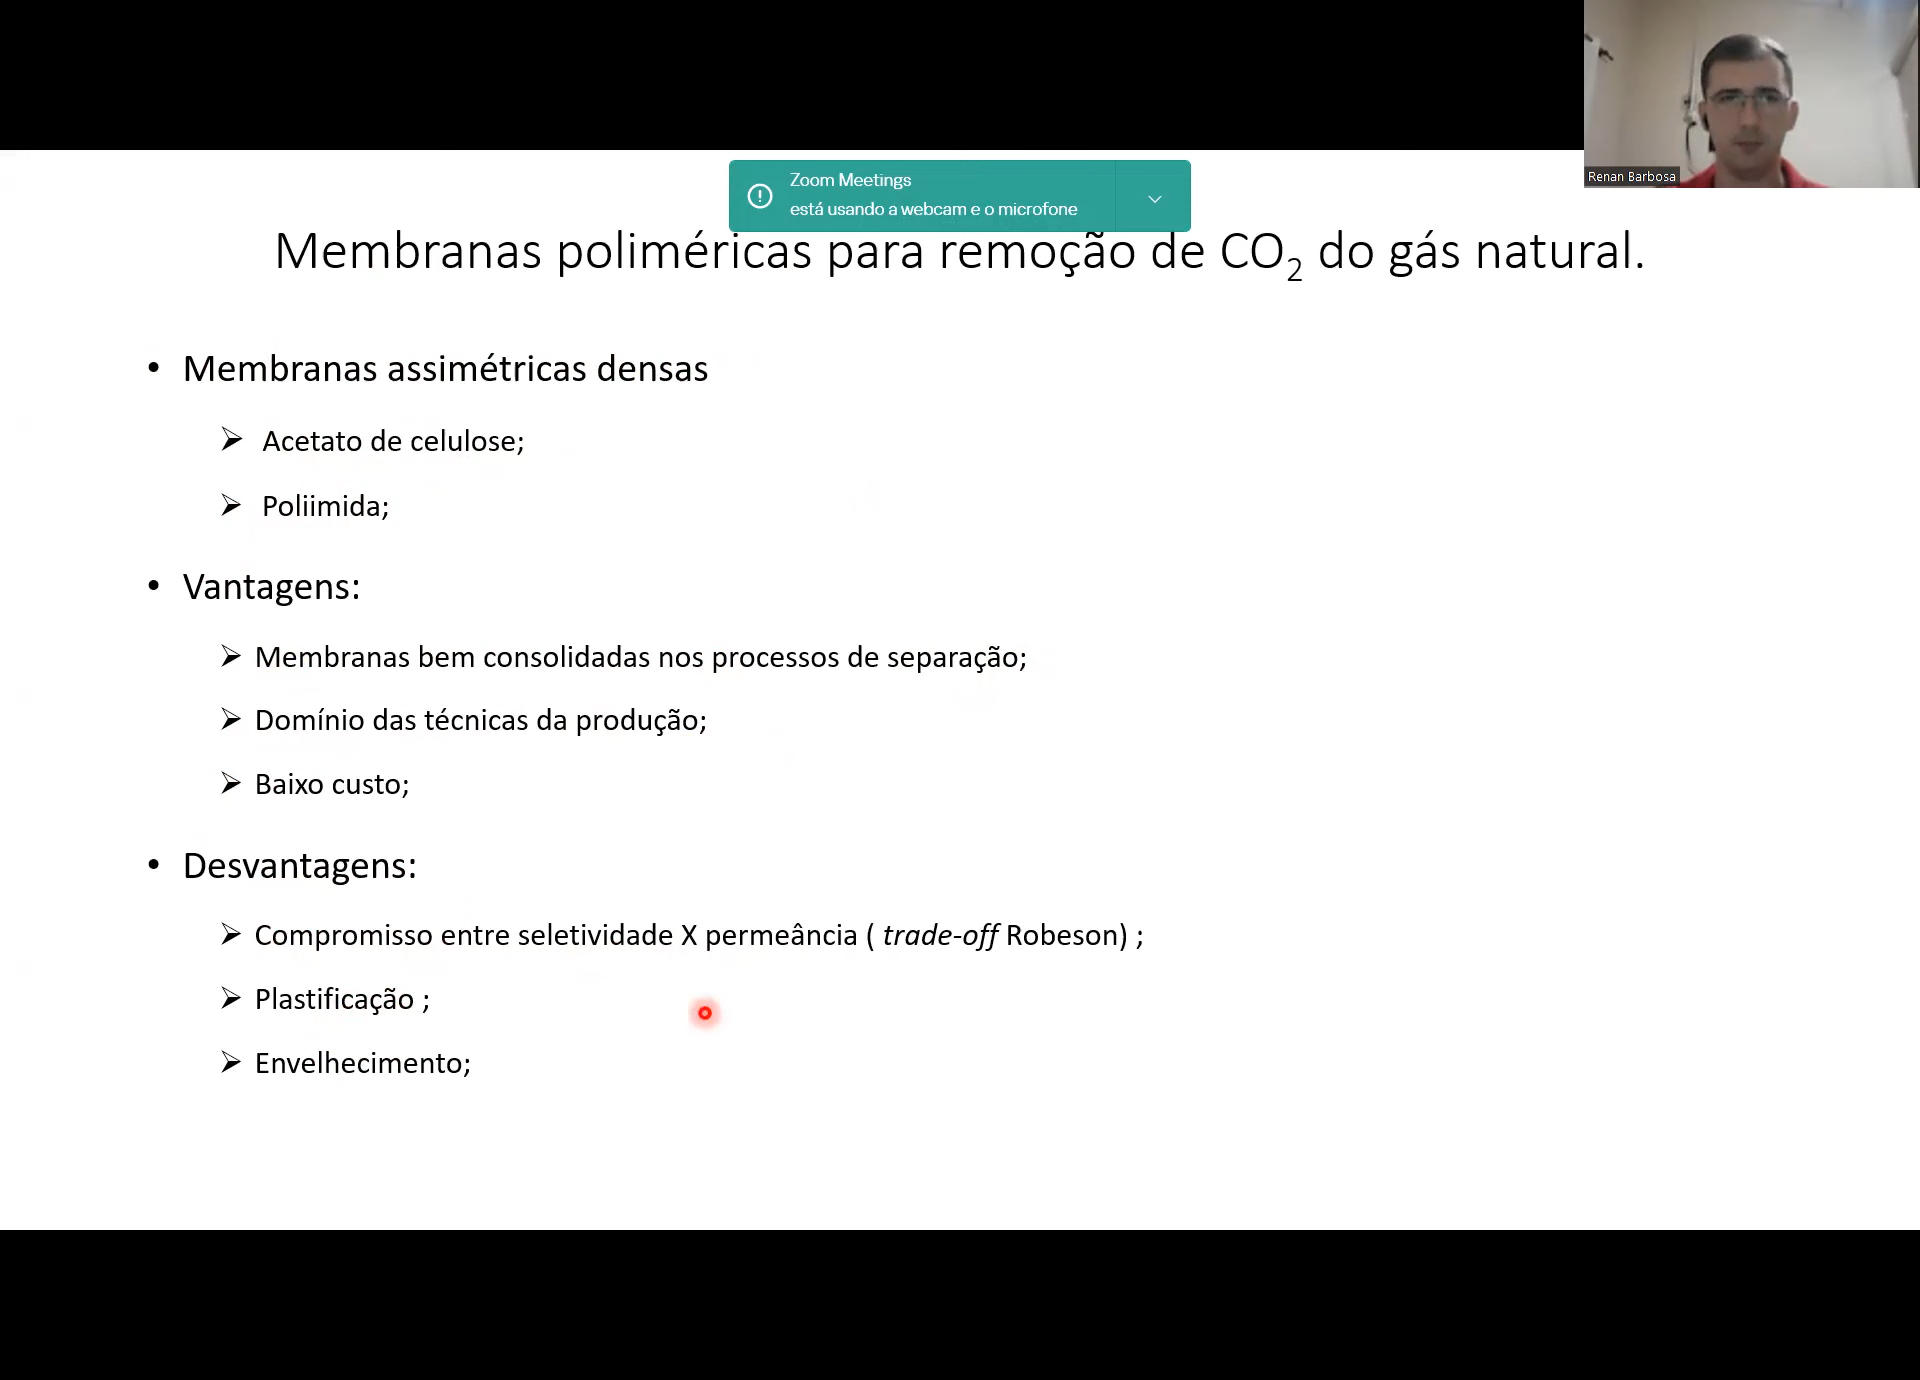 Renan Barbosa
Zoom Meetings
está usando a webcam e o microfone
Membranas poliméricas para remoção de CO₂ do gás natural.
• Membranas assimétricas densas
➢ Acetato de celulose;
➢ Poliimida;
• Vantagens:
➢ Membranas bem consolidadas nos processos de separação;
➢ Domínio das técnicas da produção;
➢ Baixo custo;
• Desvantagens:
➢ Compromisso entre seletividade X permeância ( trade-off Robeson) ;
➢ Plastificação ;
➢ Envelhecimento;